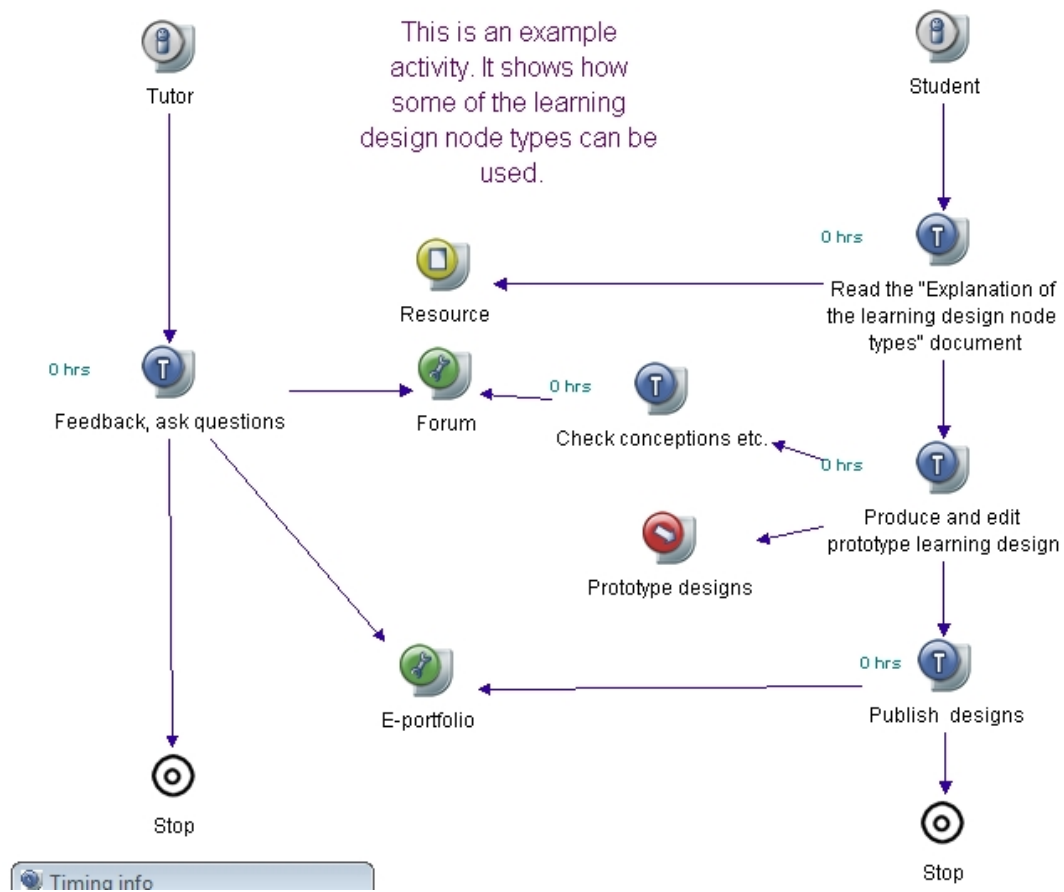 Tutor
This is an example
activity. It shows how
some of the learning
design node types can be
used.
Student
0 hrs
Read the "Explanation of
the learning design node
types" document
Resource
0 hrs
Feedback, ask questions
Forum
0 hrs
Check conceptions etc.
0 hrs
Produce and edit
prototype learning design
Prototype designs
0 hrs
Publish designs
E-portfolio
Stop
Stop
Timing info
T
T
T
T
T